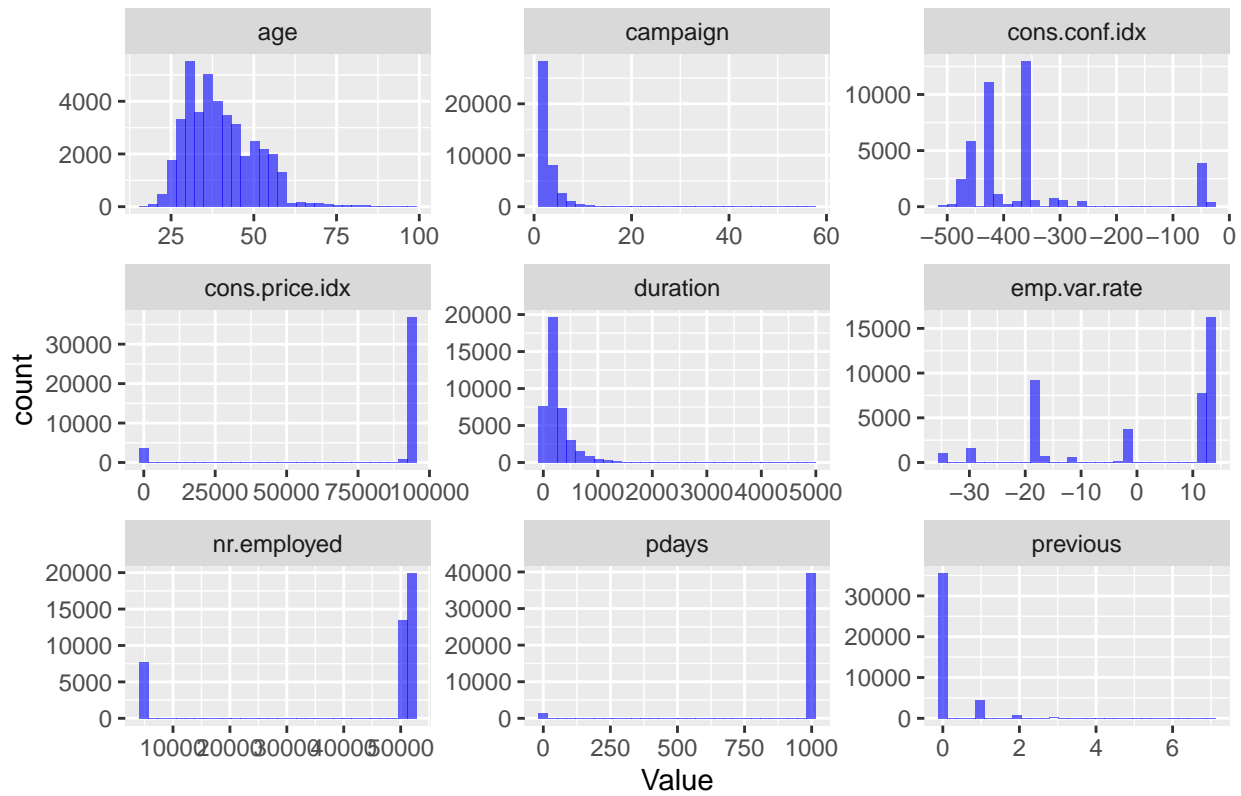 age campaign cons.conf.idx
4000
2000
0
25 50 75 100
20000
10000
0
0 20 40 60
10000
5000
0
−500 −400 −300 −200 −100 0
cons.price.idx duration emp.var.rate
30000
20000
10000
0
0 25000 50000 75000 100000
20000
15000
10000
5000
0
0 1000 2000 3000 4000 5000
15000
10000
5000
0
−30 −20 −10 0 10
count
nr.employed pdays previous
20000
15000
10000
5000
0
10000 20000 30000 40000 50000
40000
30000
20000
10000
0
0 250 500 750 1000
30000
20000
10000
0
0 2 4 6
Value